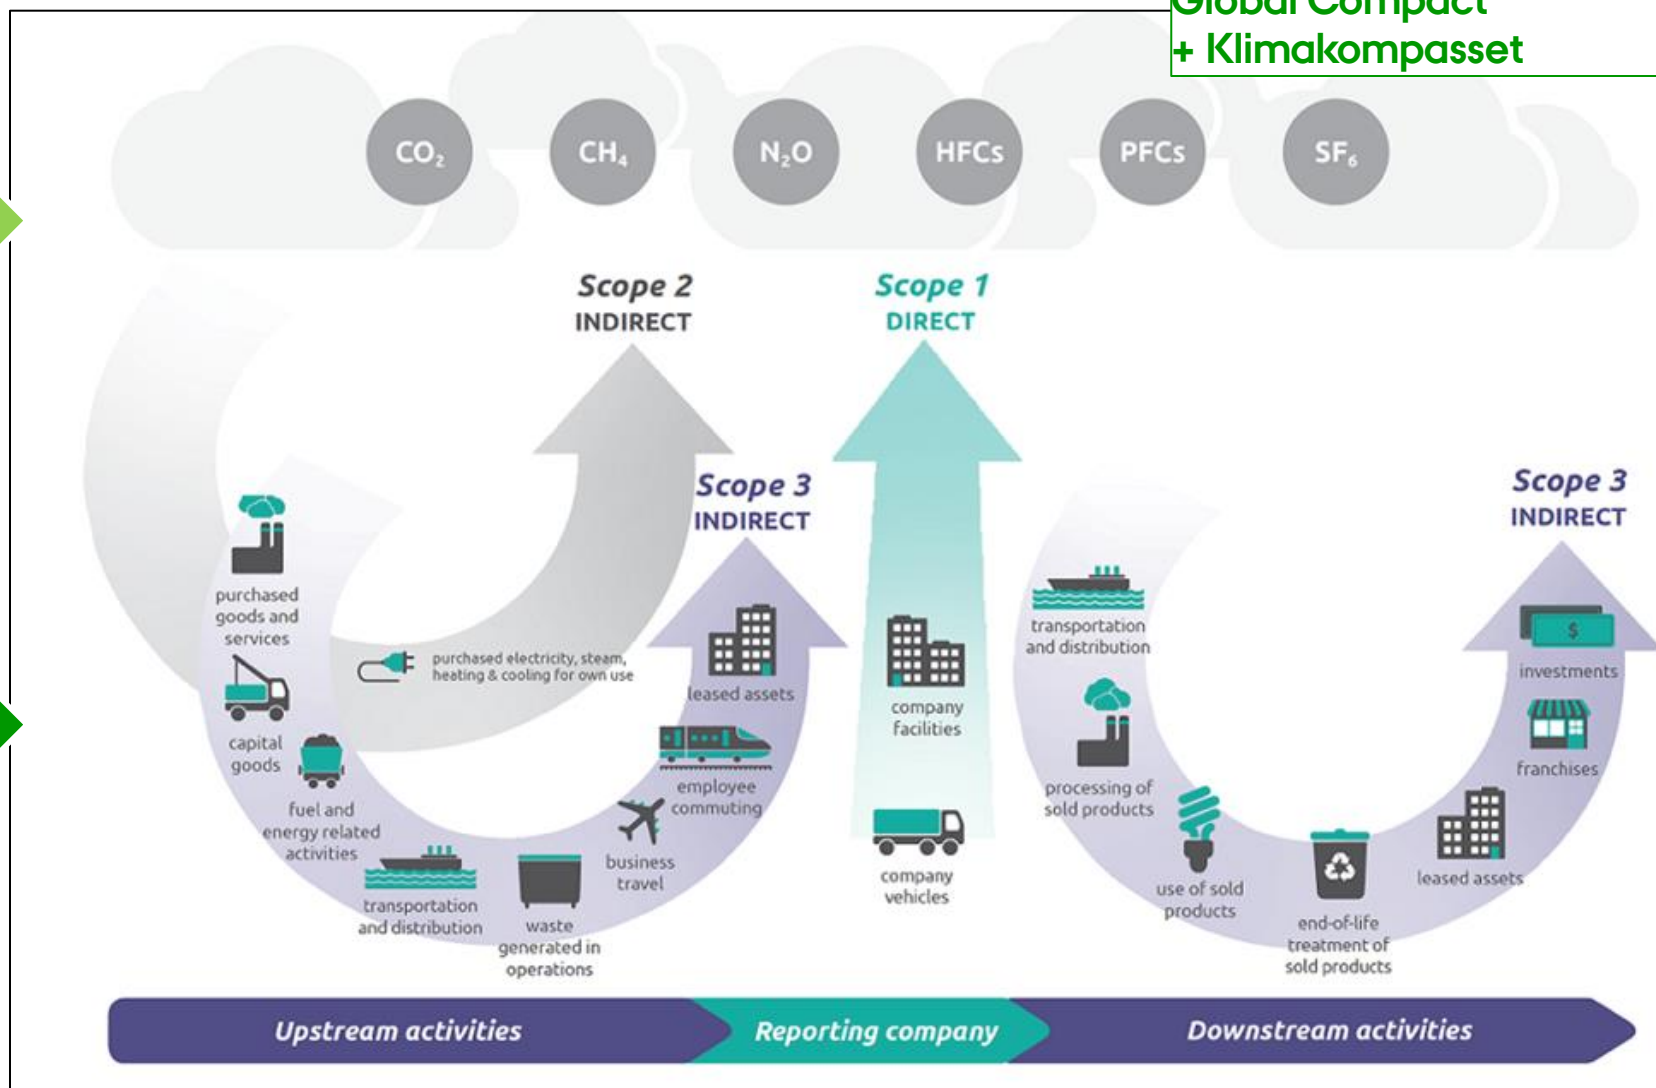 Global Compact
+ Klimakompasset
CO₂
CH₄
N₂O
HFCs
PFCs
SF₆
Scope 2
INDIRECT
Scope 1
DIRECT
Scope 3
INDIRECT
Scope 3
INDIRECT
purchased
goods and
services
capital
goods
fuel and
energy related
activities
purchased electricity, steam,
heating & cooling for own use
transportation
and distribution
waste
generated in
operations
business
travel
employee
commuting
leased assets
company
facilities
company
vehicles
transportation
and distribution
processing of
sold products
use of sold
products
end-of-life
treatment of
sold products
leased assets
franchises
$
investments
Upstream activities
Reporting company
Downstream activities